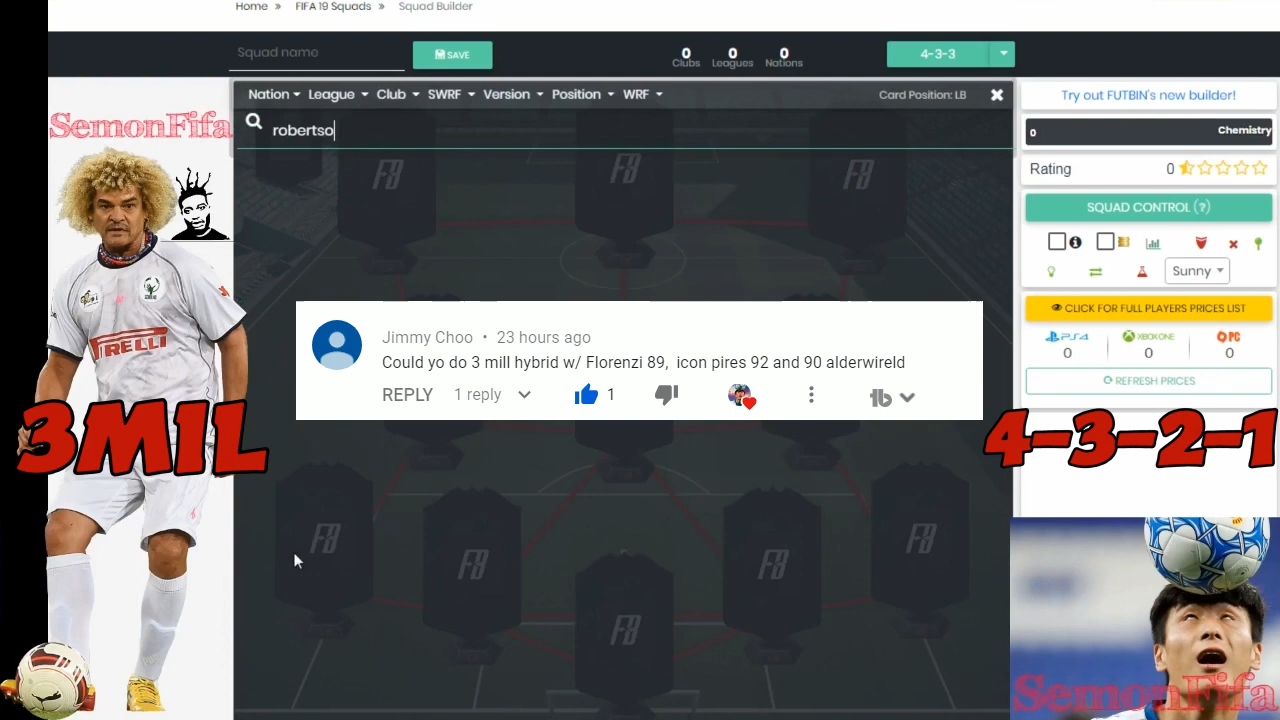 Home » FIFA 19 Squads » Squad Builder
Squad name
SAVE
0 Clubs
0 Leagues
0 Nations
4-3-3
Nation League Club SWRF Version Position WRF
Card Position: LB
robertso
Try out FUTBIN's new builder!
0 Chemistry
Rating 0
SQUAD CONTROL (?)
Sunny
CLICK FOR FULL PLAYERS PRICES LIST
PS4 XBOX ONE PC
0 0 0
REFRESH PRICES
SemonFifa
PIRELLI
3MIL
4-3-2-1
Jimmy Choo • 23 hours ago
Could yo do 3 mill hybrid w/ Florenzi 89, icon pires 92 and 90 alderwireld
REPLY 1 reply 1
SemonFifa